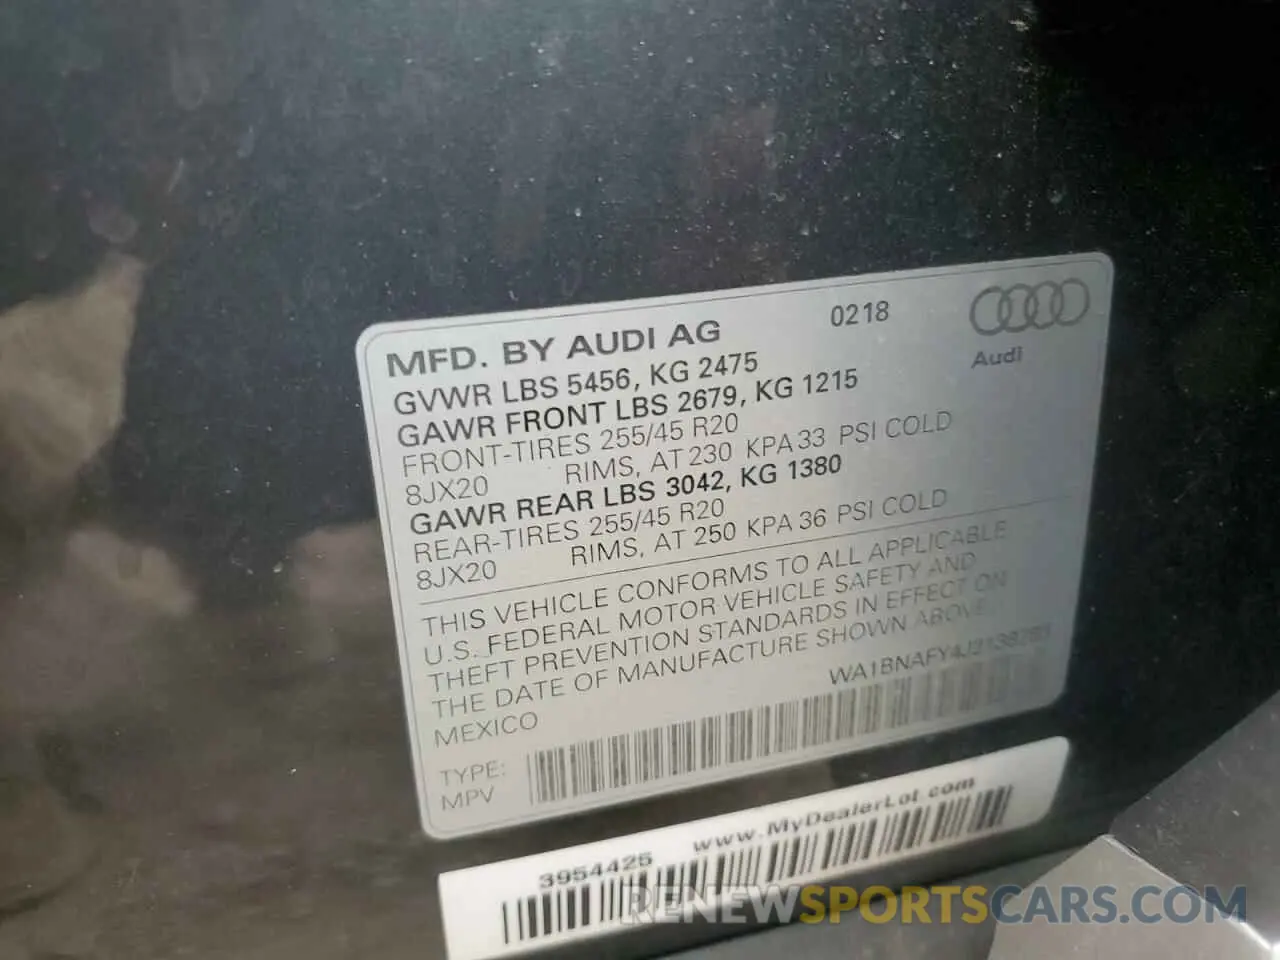 MFD. BY AUDI AG 0218
Audi
GVWR LBS 5456, KG 2475
GAWR FRONT LBS 2679, KG 1215
FRONT-TIRES 255/45 R20
8JX20 RIMS, AT 230 KPA 33 PSI COLD
GAWR REAR LBS 3042, KG 1380
REAR-TIRES 255/45 R20
8JX20 RIMS, AT 250 KPA 36 PSI COLD
THIS VEHICLE CONFORMS TO ALL APPLICABLE
U.S. FEDERAL MOTOR VEHICLE SAFETY AND
THEFT PREVENTION STANDARDS IN EFFECT ON
THE DATE OF MANUFACTURE SHOWN ABOVE
MEXICO
TYPE:
MPV
3954425 www.MyDealerLot.com
RENEWSPORTSCARS.COM